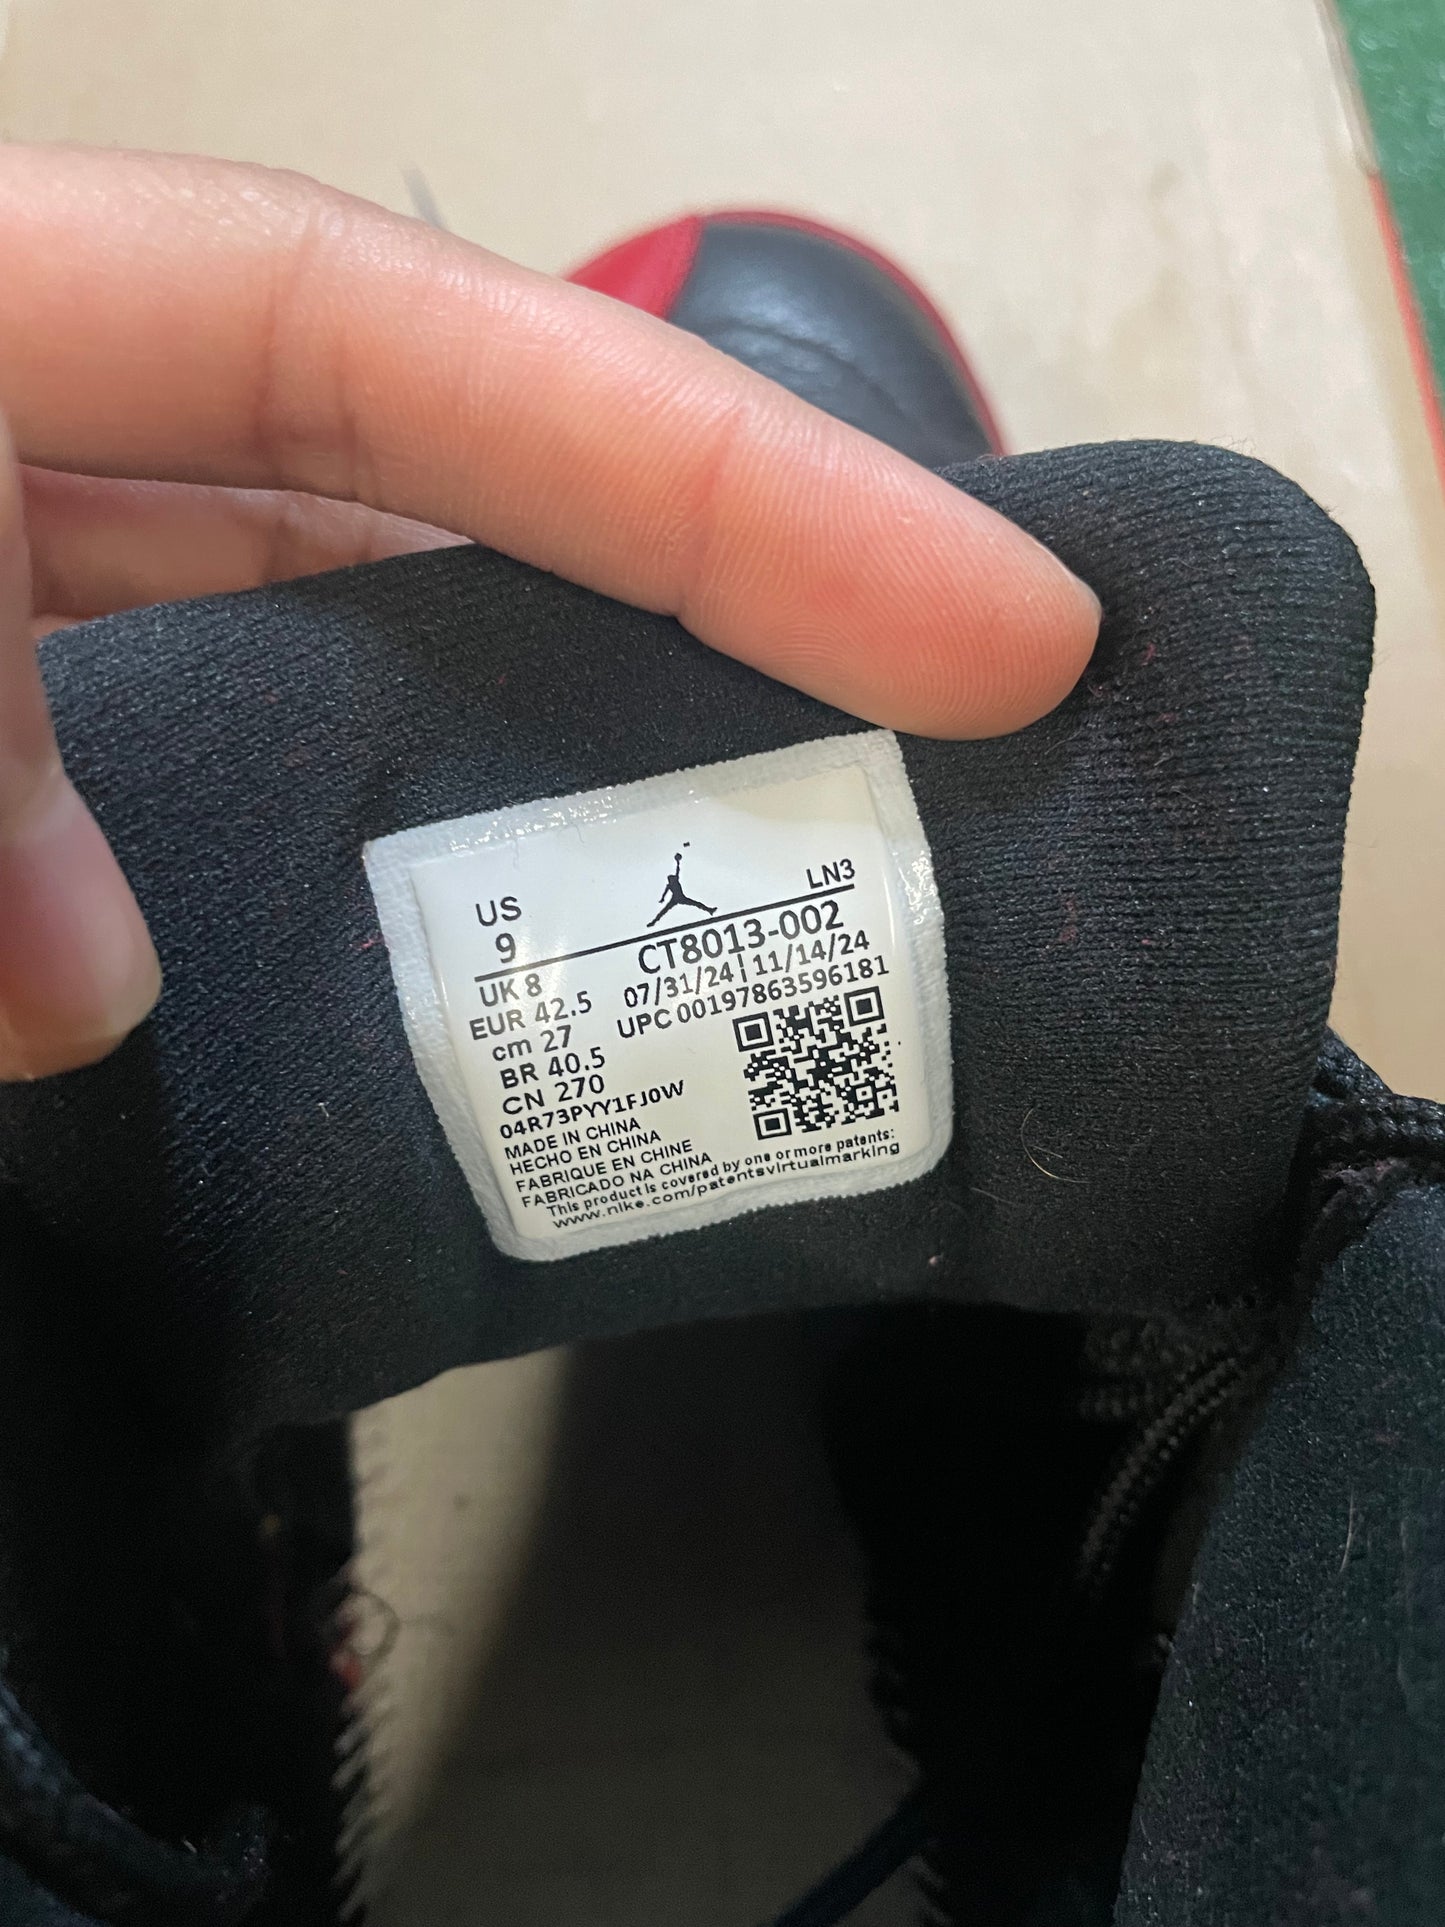 US
9
LN3
CT8013-002
UK 8
07/31/24 | 11/14/24
EUR 42.5
UPC 00197863596181
cm 27
BR 40.5
CN 270
04R73PYY1FJ0W
MADE IN CHINA
HECHO EN CHINA
FABRIQUE EN CHINE
FABRICADO NA CHINA
This product is covered by one or more patents:
www.nike.com/patentsvirtualmarking